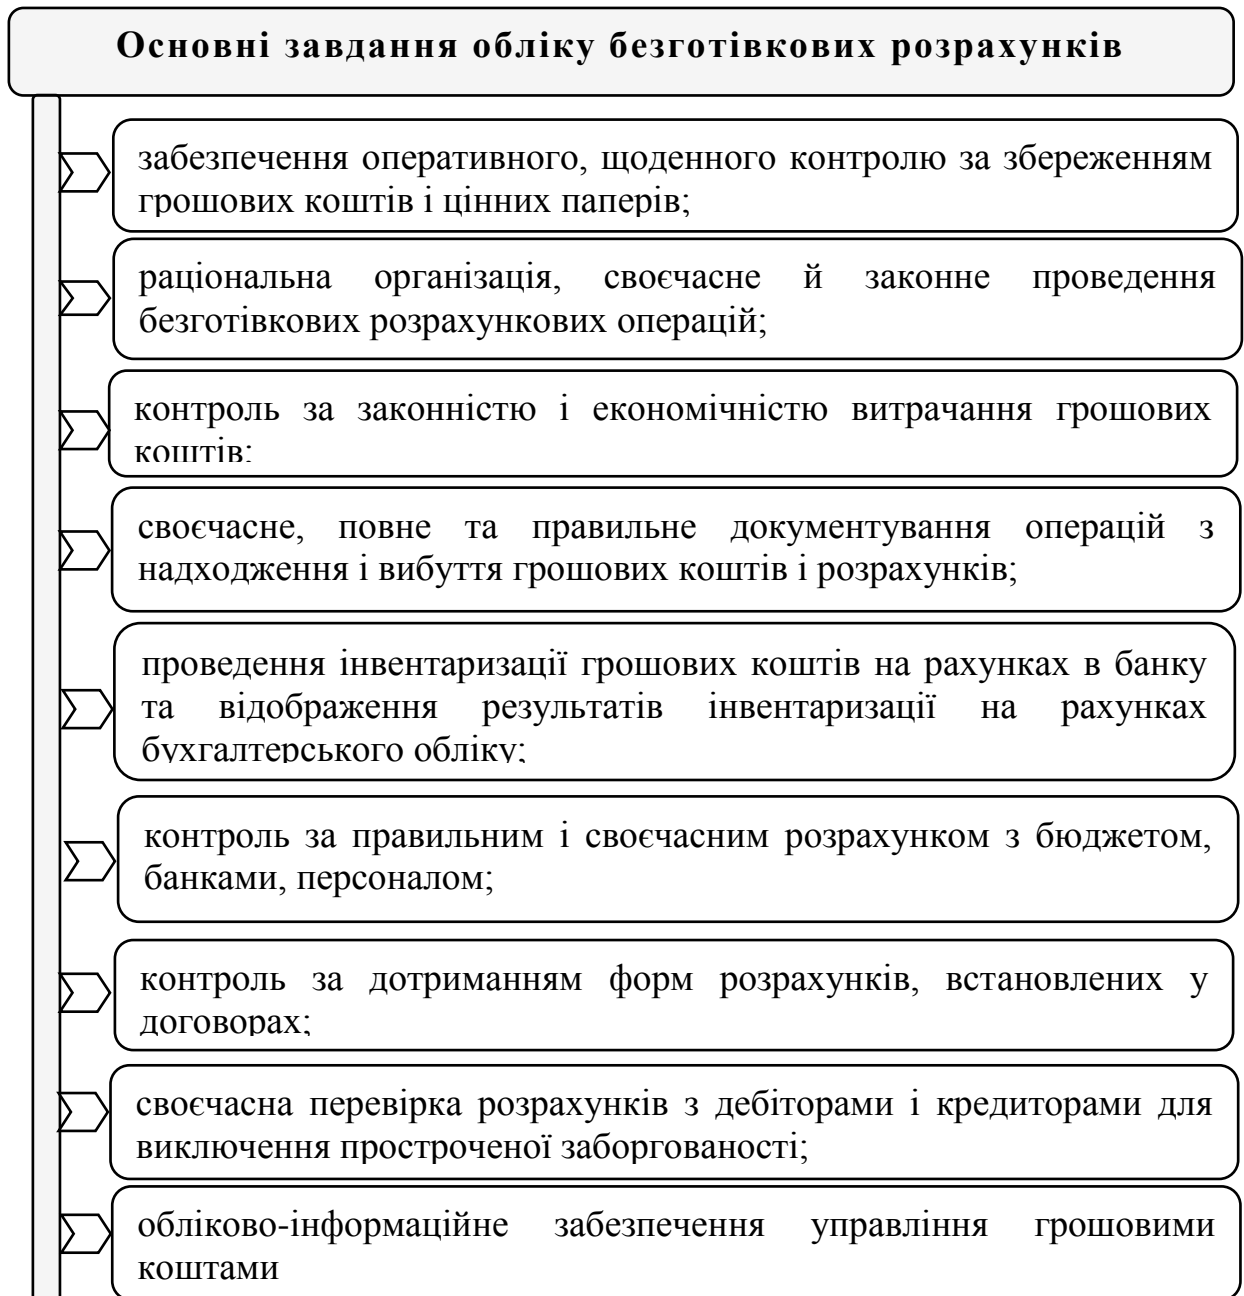 Основні завдання обліку безготівкових розрахунків
забезпечення оперативного, щоденного контролю за збереженням
грошових коштів і цінних паперів;
раціональна організація, своєчасне й законне проведення
безготівкових розрахункових операцій;
контроль за законністю і економічністю витрачання грошових
коштів;
своєчасне, повне та правильне документування операцій з
надходження і вибуття грошових коштів і розрахунків;
проведення інвентаризації грошових коштів на рахунках в банку
та відображення результатів інвентаризації на рахунках
бухгалтерського обліку;
контроль за правильним і своєчасним розрахунком з бюджетом,
банками, персоналом;
контроль за дотриманням форм розрахунків, встановлених у
договорах;
своєчасна перевірка розрахунків з дебіторами і кредиторами для
виключення простроченої заборгованості;
обліково-інформаційне забезпечення управління грошовими
коштами